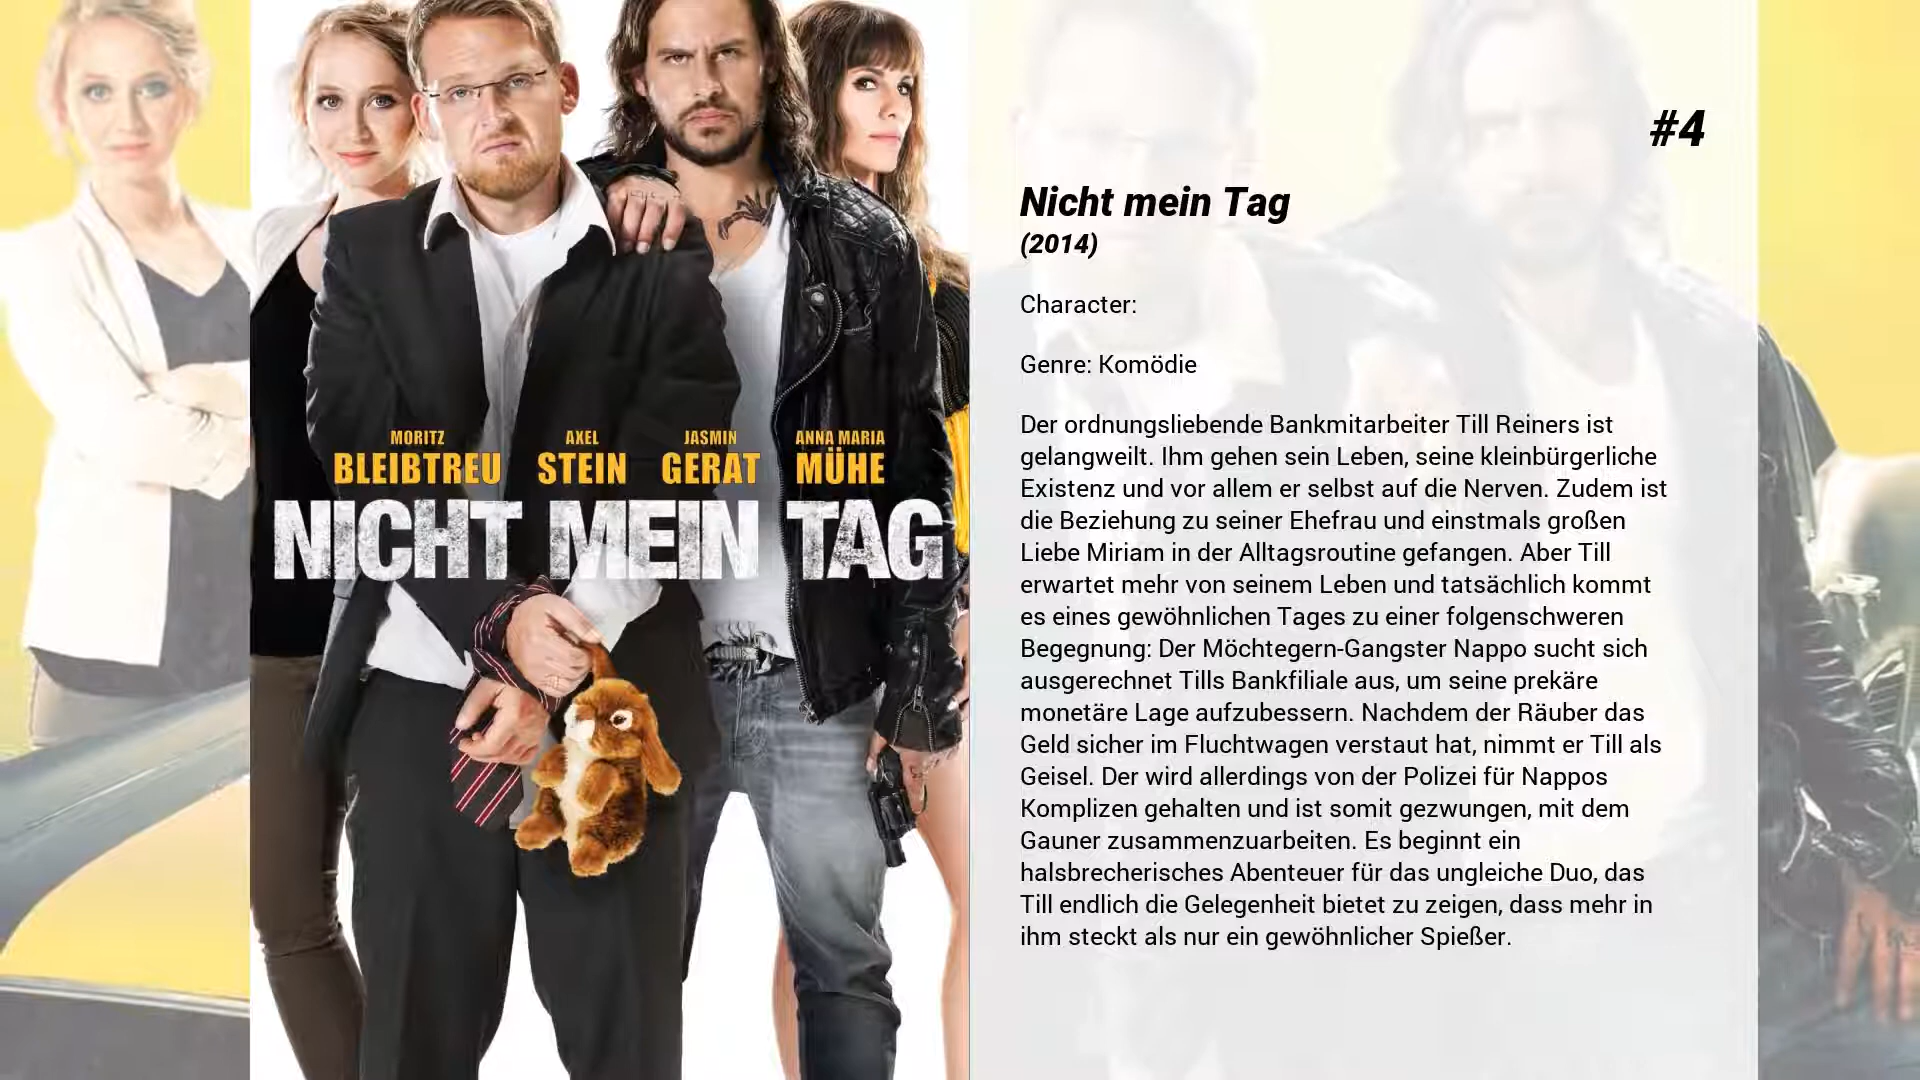 MORITZ
BLEIBTREU
AXEL
STEIN
JASMIN
GERAT
ANNA MARIA
MÜHE
NICHT MEIN TAG
#4
Nicht mein Tag
(2014)
Character:
Genre: Komödie
Der ordnungsliebende Bankmitarbeiter Till Reiners ist
gelangweilt. Ihm gehen sein Leben, seine kleinbürgerliche
Existenz und vor allem er selbst auf die Nerven. Zudem ist
die Beziehung zu seiner Ehefrau und einstmals großen
Liebe Miriam in der Alltagsroutine gefangen. Aber Till
erwartet mehr von seinem Leben und tatsächlich kommt
es eines gewöhnlichen Tages zu einer folgenschweren
Begegnung: Der Möchtegern-Gangster Nappo sucht sich
ausgerechnet Tills Bankfiliale aus, um seine prekäre
monetäre Lage aufzubessern. Nachdem der Räuber das
Geld sicher im Fluchtwagen verstaut hat, nimmt er Till als
Geisel. Der wird allerdings von der Polizei für Nappos
Komplizen gehalten und ist somit gezwungen, mit dem
Gauner zusammenzuarbeiten. Es beginnt ein
halsbrecherisches Abenteuer für das ungleiche Duo, das
Till endlich die Gelegenheit bietet zu zeigen, dass mehr in
ihm steckt als nur ein gewöhnlicher Spießer.